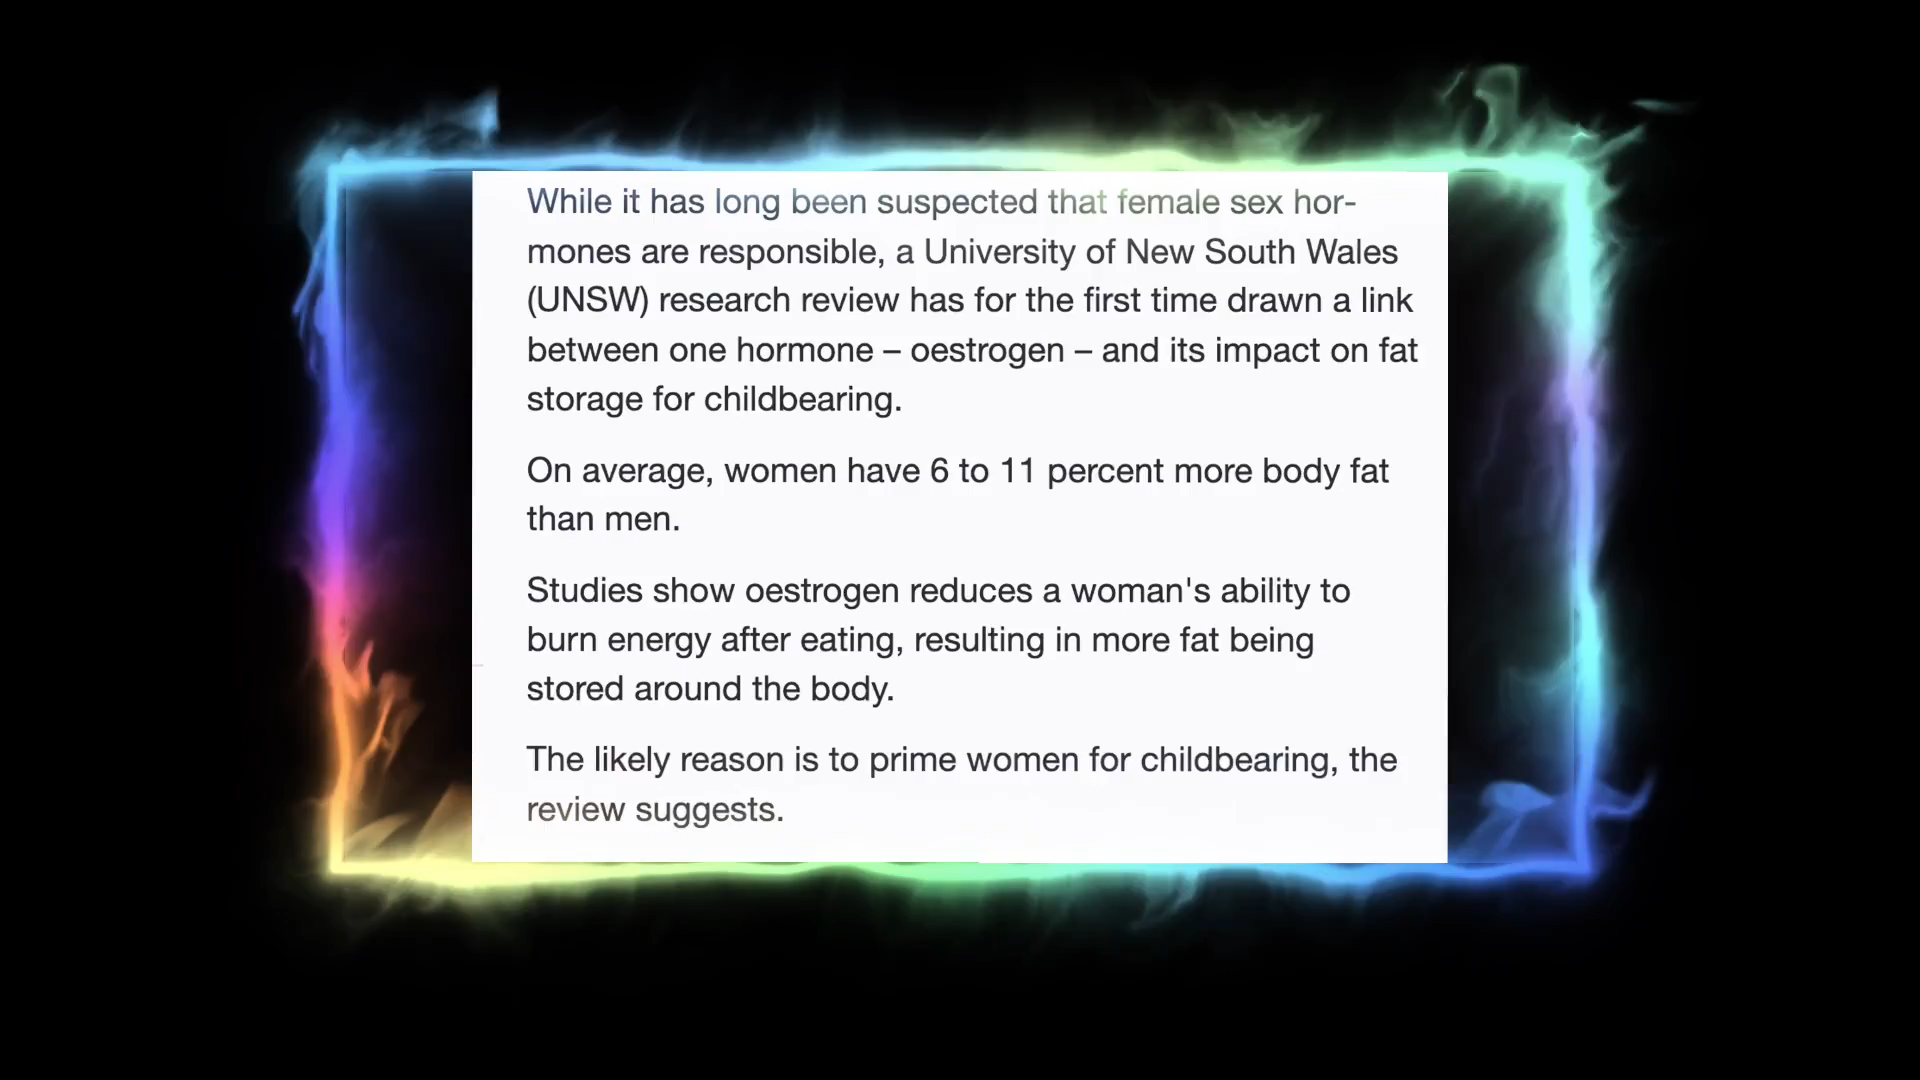 While it has long been suspected that female sex hor-
mones are responsible, a University of New South Wales
(UNSW) research review has for the first time drawn a link
between one hormone – oestrogen – and its impact on fat
storage for childbearing.
On average, women have 6 to 11 percent more body fat
than men.
Studies show oestrogen reduces a woman's ability to
burn energy after eating, resulting in more fat being
stored around the body.
The likely reason is to prime women for childbearing, the
review suggests.